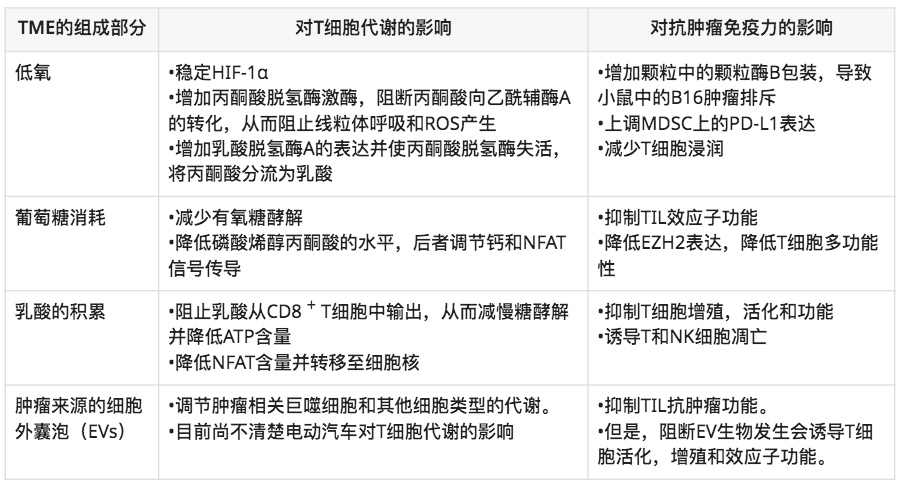 TME的组成部分
对T细胞代谢的影响
对抗肿瘤免疫力的影响
低氧
•稳定HIF-1α
•增加丙酮酸脱氢酶激酶，阻断丙酮酸向乙酰辅酶A
的转化，从而阻止线粒体呼吸和ROS产生
•增加乳酸脱氢酶A的表达并使丙酮酸脱氢酶失活，
将丙酮酸分流为乳酸
•增加颗粒中的颗粒酶B包装，导致
小鼠中的B16肿瘤排斥
•上调MDSC上的PD-L1表达
•减少T细胞浸润
葡萄糖消耗
•减少有氧糖酵解
•降低磷酸烯醇丙酮酸的水平，后者调节钙和NFAT
信号传导
•抑制TIL效应子功能
•降低EZH2表达，降低T细胞多功能
性
乳酸的积累
•阻止乳酸从CD8 + T细胞中输出，从而减慢糖酵解
并降低ATP含量
•降低NFAT含量并转移至细胞核
•抑制T细胞增殖，活化和功能
•诱导T和NK细胞凋亡
肿瘤来源的细胞
外囊泡（EVs）
•调节肿瘤相关巨噬细胞和其他细胞类型的代谢。
•目前尚不清楚电动汽车对T细胞代谢的影响
•抑制TIL抗肿瘤功能。
•但是，阻断EV生物发生会诱导T细
胞活化，增殖和效应子功能。